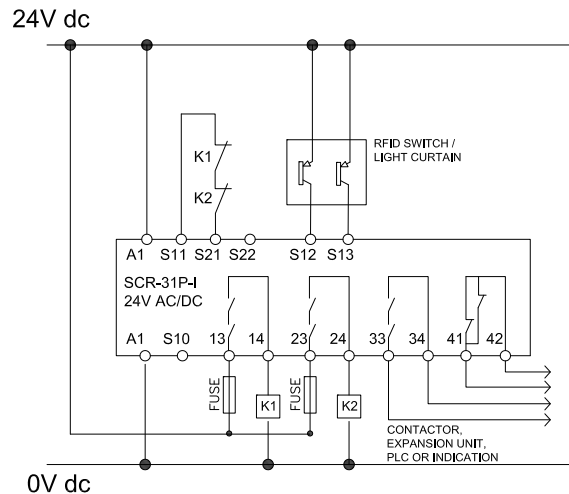 24V dc
RFID SWITCH /
LIGHT CURTAIN
K1
K2
A1 S11 S21 S22 S12 S13
SCR-31P-I
24V AC/DC
A1 S10 13 14 23 24 33 34 41 42
FUSE K1 FUSE K2
CONTACTOR,
EXPANSION UNIT,
PLC OR INDICATION
0V dc